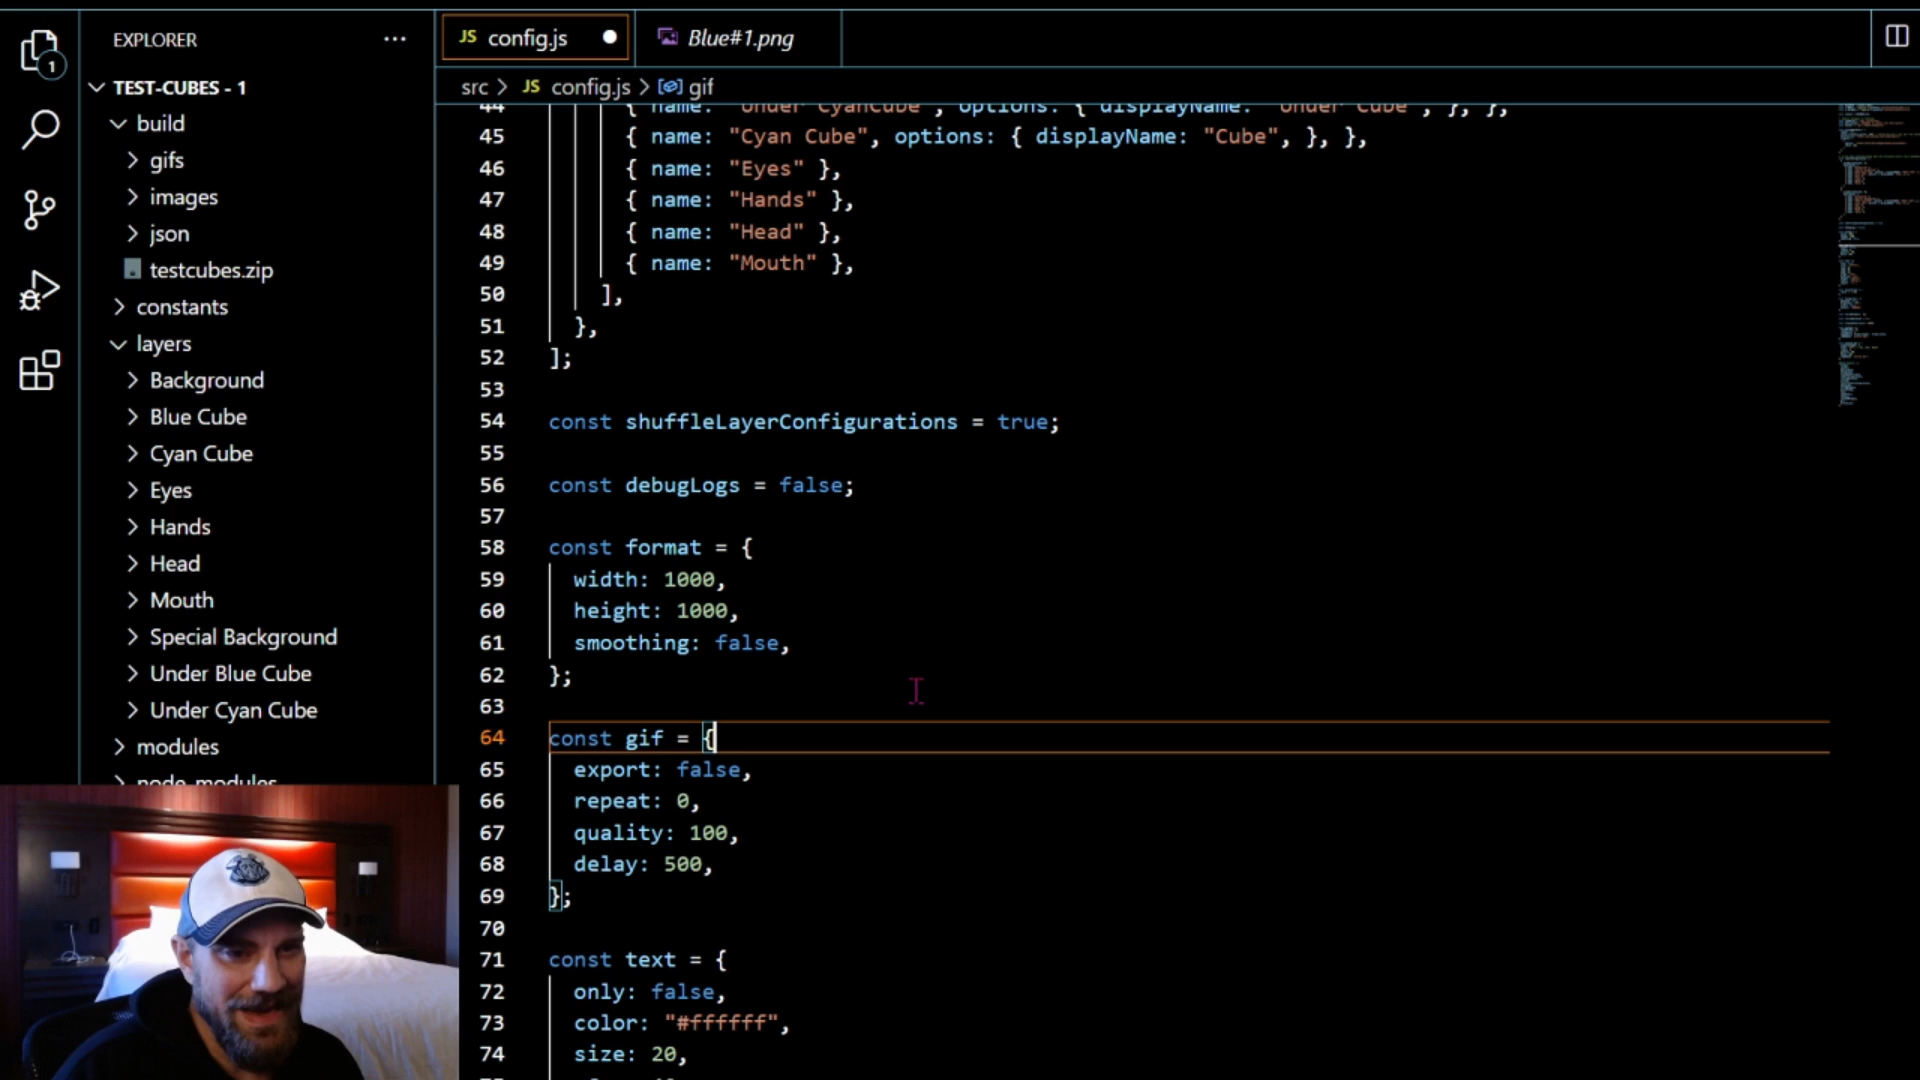 1
EXPLORER
TEST-CUBES - 1
build
gifs
images
json
testcubes.zip
constants
layers
Background
Blue Cube
Cyan Cube
Eyes
Hands
Head
Mouth
Special Background
Under Blue Cube
Under Cyan Cube
modules
node_modules
JS config.js
Blue#1.png
src > JS config.js > gif
44 { name: "Under CyanCube", options: { displayName: "Under Cube", }, },
45 { name: "Cyan Cube", options: { displayName: "Cube", }, },
46 { name: "Eyes" },
47 { name: "Hands" },
48 { name: "Head" },
49 { name: "Mouth" },
50 ],
51 },
52 ];
53
54 const shuffleLayerConfigurations = true;
55
56 const debugLogs = false;
57
58 const format = {
59 width: 1000,
60 height: 1000,
61 smoothing: false,
62 };
63
64 const gif = {
65 export: false,
66 repeat: 0,
67 quality: 100,
68 delay: 500,
69 };
70
71 const text = {
72 only: false,
73 color: "#ffffff",
74 size: 20,